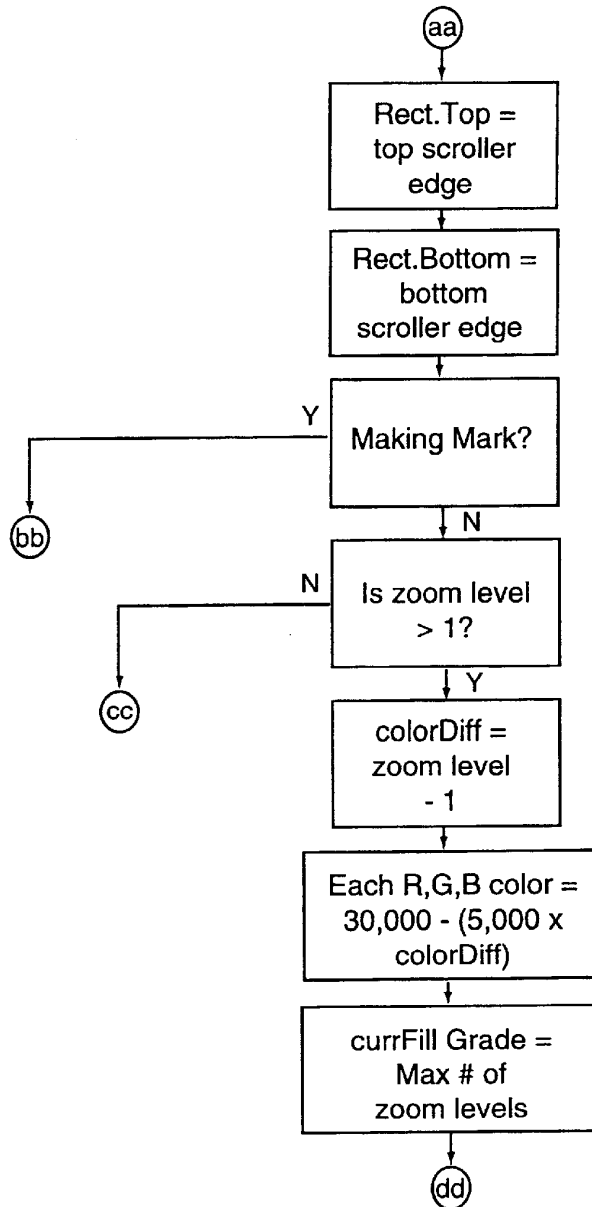 aa
Rect.Top =
top scroller
edge
Rect.Bottom =
bottom
scroller edge
Y
Making Mark?
bb
N
N
Is zoom level
> 1?
Y
cc
colorDiff =
zoom level
- 1
Each R,G,B color =
30,000 - (5,000 x
colorDiff)
currFill Grade =
Max # of
zoom levels
dd